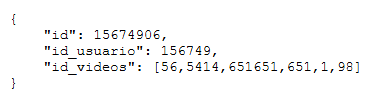 {
    "id": 15674906,
    "id_usuario": 156749,
    "id_videos": [56,5414,651651,651,1,98]
}